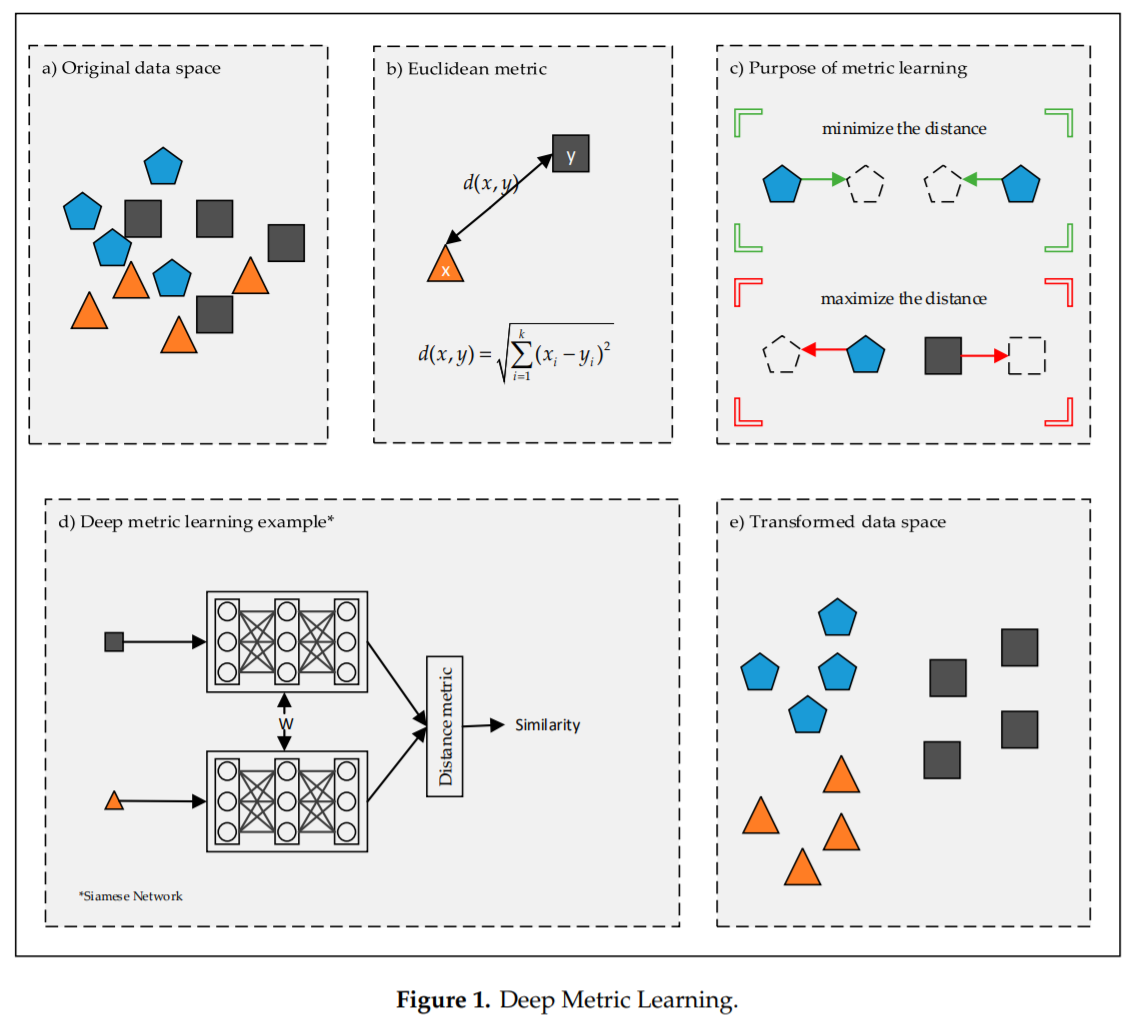 a) Original data space
b) Euclidean metric
y
d(x,y)
x
d(x,y) = √∑_{i=1}^{k}(x_i − y_i)^2
c) Purpose of metric learning
minimize the distance
maximize the distance
d) Deep metric learning example*
W
Distance metric
Similarity
*Siamese Network
e) Transformed data space
Figure 1. Deep Metric Learning.